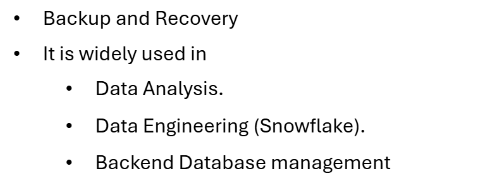 • Backup and Recovery
• It is widely used in
• Data Analysis.
• Data Engineering (Snowflake).
• Backend Database management